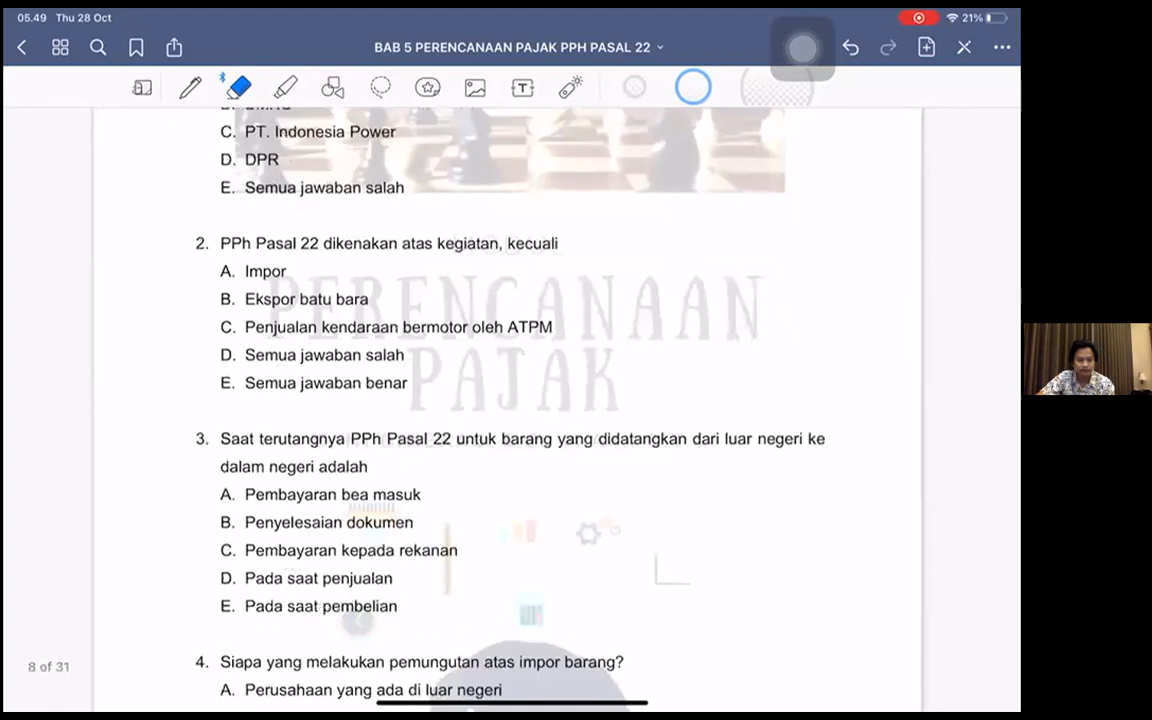 05.49 Thu 28 Oct
21%
BAB 5 PERENCANAAN PAJAK PPH PASAL 22
C. PT. Indonesia Power
D. DPR
E. Semua jawaban salah
2. PPh Pasal 22 dikenakan atas kegiatan, kecuali
A. Impor
B. Ekspor batu bara
C. Penjualan kendaraan bermotor oleh ATPM
D. Semua jawaban salah
E. Semua jawaban benar
PERENCANAAN
PAJAK
3. Saat terutangnya PPh Pasal 22 untuk barang yang didatangkan dari luar negeri ke
dalam negeri adalah
A. Pembayaran bea masuk
B. Penyelesaian dokumen
C. Pembayaran kepada rekanan
D. Pada saat penjualan
E. Pada saat pembelian
8 of 31
4. Siapa yang melakukan pemungutan atas impor barang?
A. Perusahaan yang ada di luar negeri